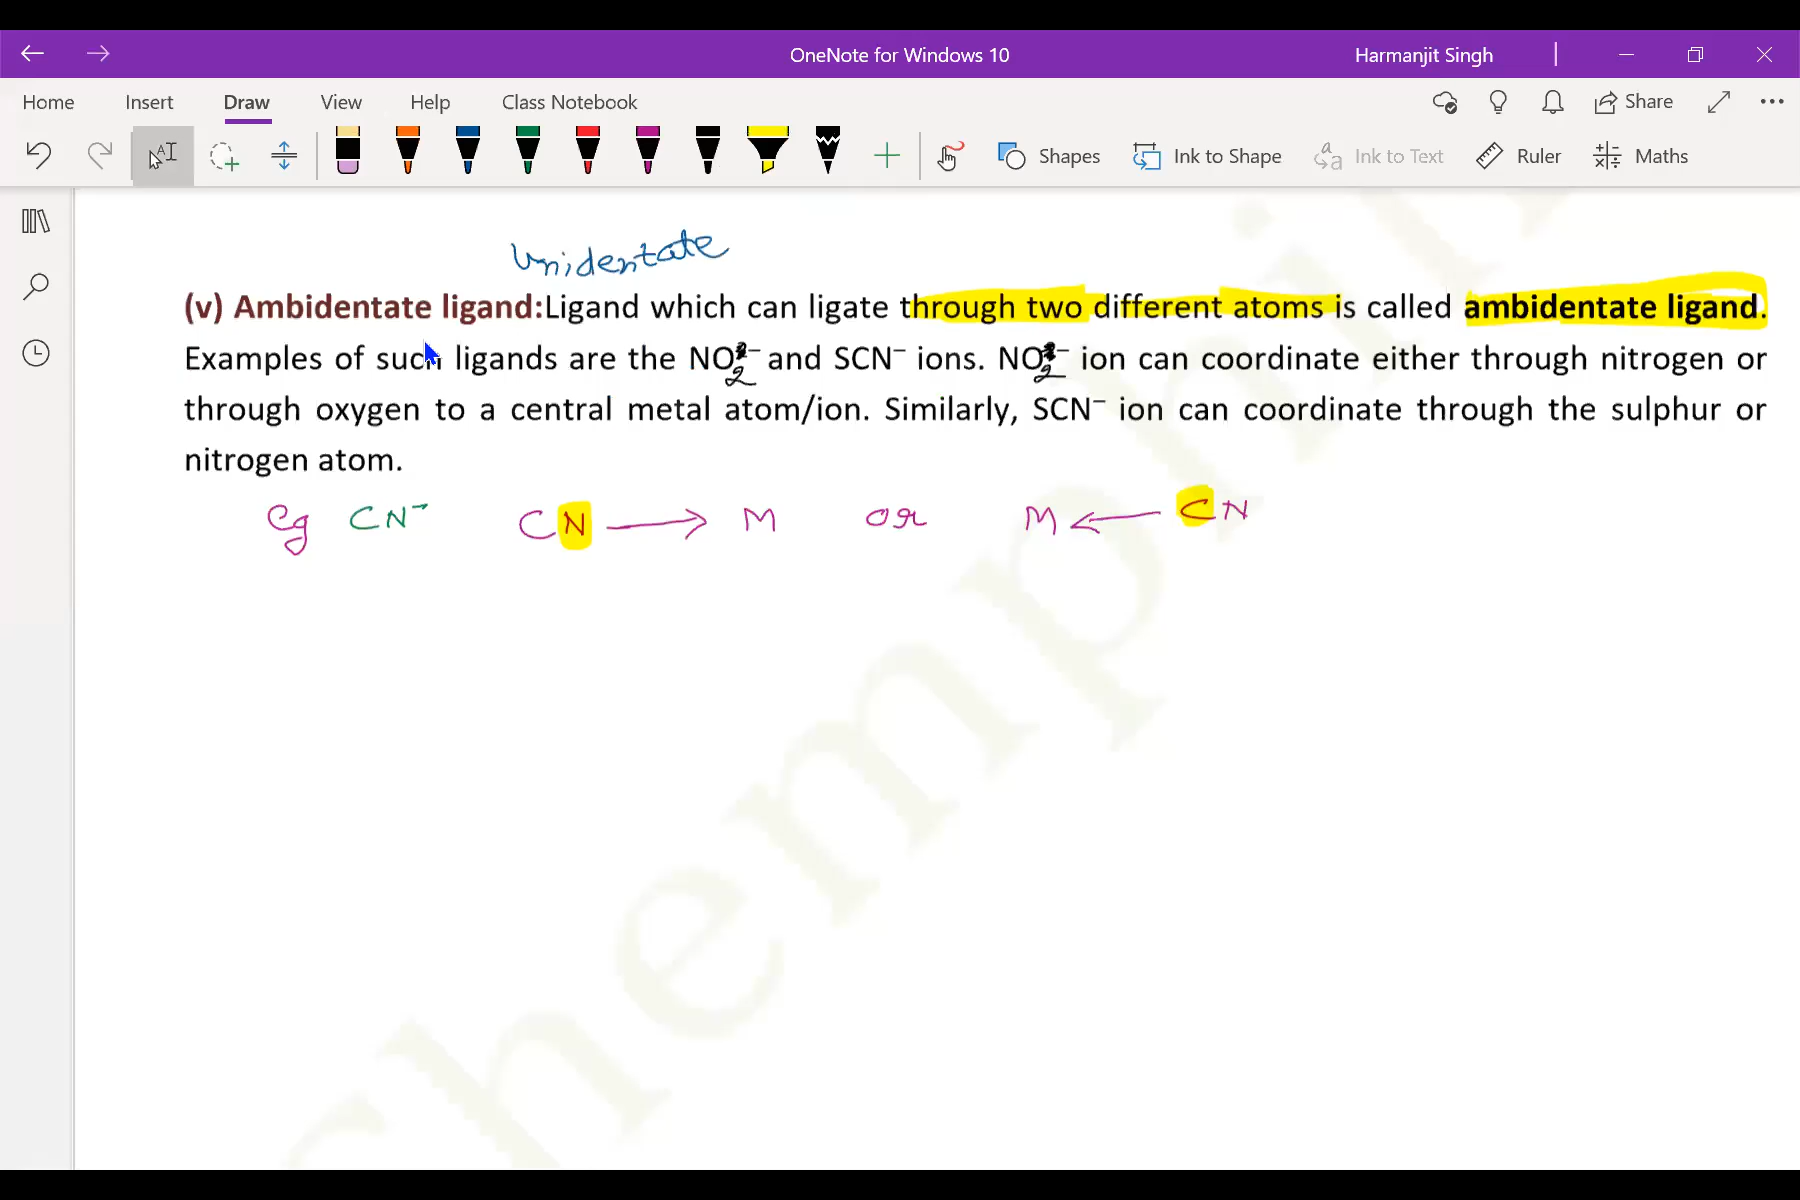 OneNote for Windows 10 Harmanjit Singh
Home Insert Draw View Help Class Notebook Share
Shapes Ink to Shape Ink to Text Ruler Maths
Unidentate
(v) Ambidentate ligand:Ligand which can ligate through two different atoms is called ambidentate ligand.
Examples of such ligands are the NO₂⁻ and SCN⁻ ions. NO₂⁻ ion can coordinate either through nitrogen or
through oxygen to a central metal atom/ion. Similarly, SCN⁻ ion can coordinate through the sulphur or
nitrogen atom.
Eg CN⁻ CN → M or M ← CN